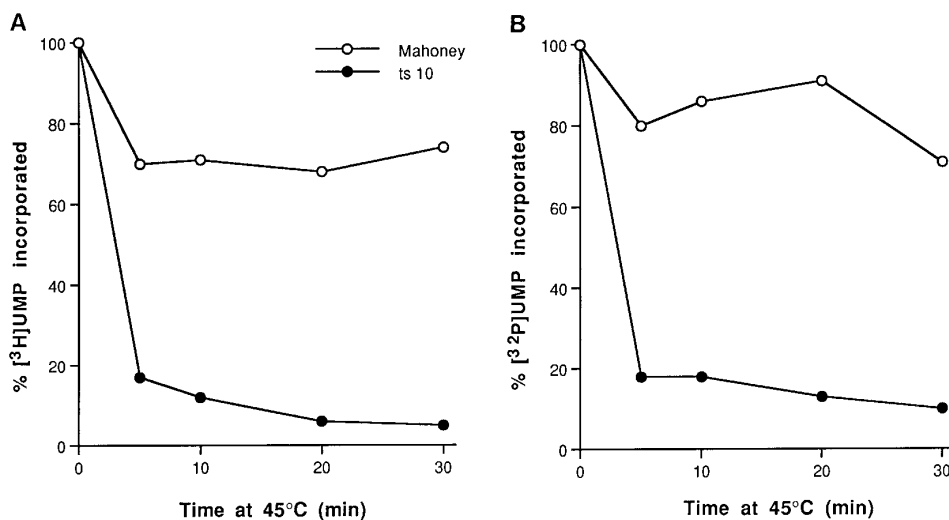 A
Mahoney
ts 10
% [³H]UMP incorporated
100
80
60
40
20
0
0 10 20 30
Time at 45°C (min)
B
% [³²P]UMP incorporated
100
80
60
40
20
0
0 10 20 30
Time at 45°C (min)